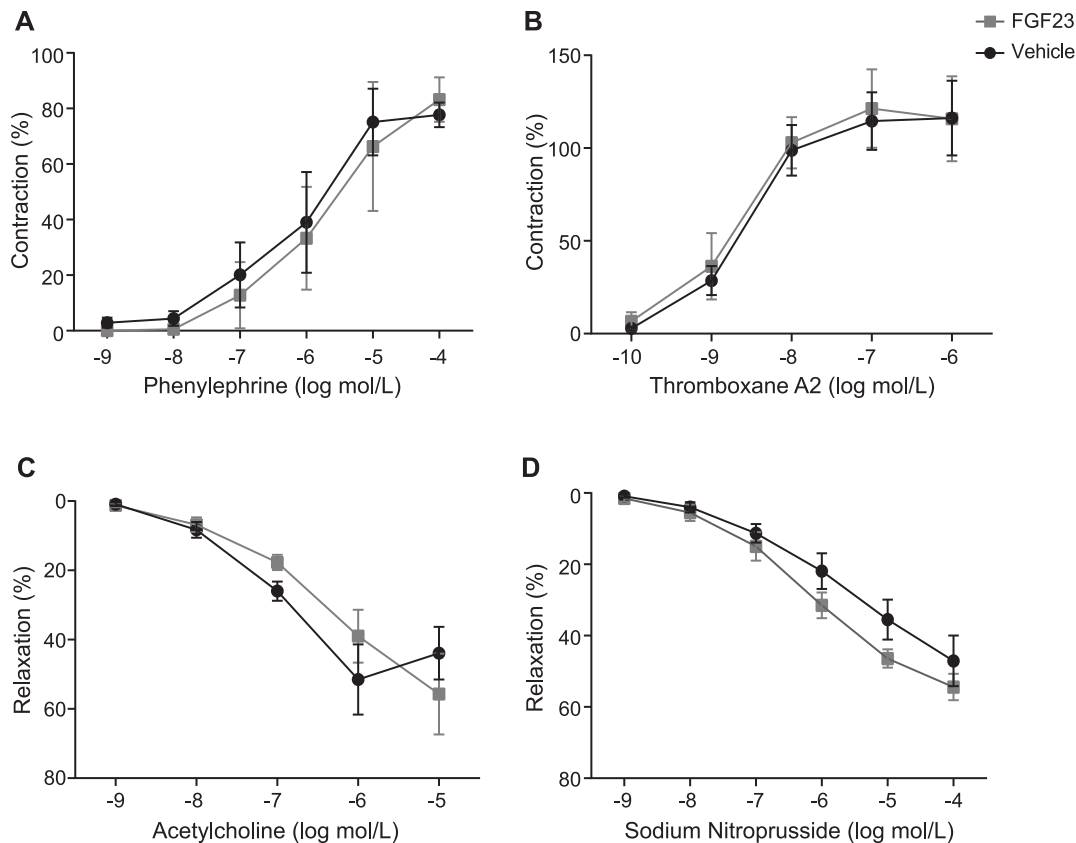 A
B
FGF23
Vehicle
Contraction (%)
100
80
60
40
20
0
-9 -8 -7 -6 -5 -4
Phenylephrine (log mol/L)
Contraction (%)
150
100
50
0
-10 -9 -8 -7 -6
Thromboxane A2 (log mol/L)
C
Relaxation (%)
0
20
40
60
80
-9 -8 -7 -6 -5
Acetylcholine (log mol/L)
D
Relaxation (%)
0
20
40
60
80
-9 -8 -7 -6 -5 -4
Sodium Nitroprusside (log mol/L)